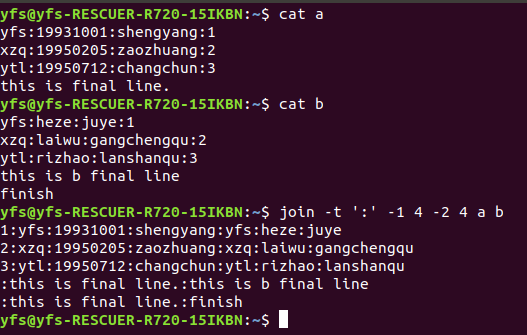 yfs@yfs-RESCUER-R720-15IKBN:~$ cat a
yfs:19931001:shengyang:1
xzq:19950205:zaozhuang:2
ytl:19950712:changchun:3
this is final line.
yfs@yfs-RESCUER-R720-15IKBN:~$ cat b
yfs:heze:juye:1
xzq:laiwu:gangchengqu:2
ytl:rizhao:lanshanqu:3
this is b final line
finish
yfs@yfs-RESCUER-R720-15IKBN:~$ join -t ':' -1 4 -2 4 a b
1:yfs:19931001:shengyang:yfs:heze:juye
2:xzq:19950205:zaozhuang:xzq:laiwu:gangchengqu
3:ytl:19950712:changchun:ytl:rizhao:lanshanqu
:this is final line.:this is b final line
:this is final line.:finish
yfs@yfs-RESCUER-R720-15IKBN:~$